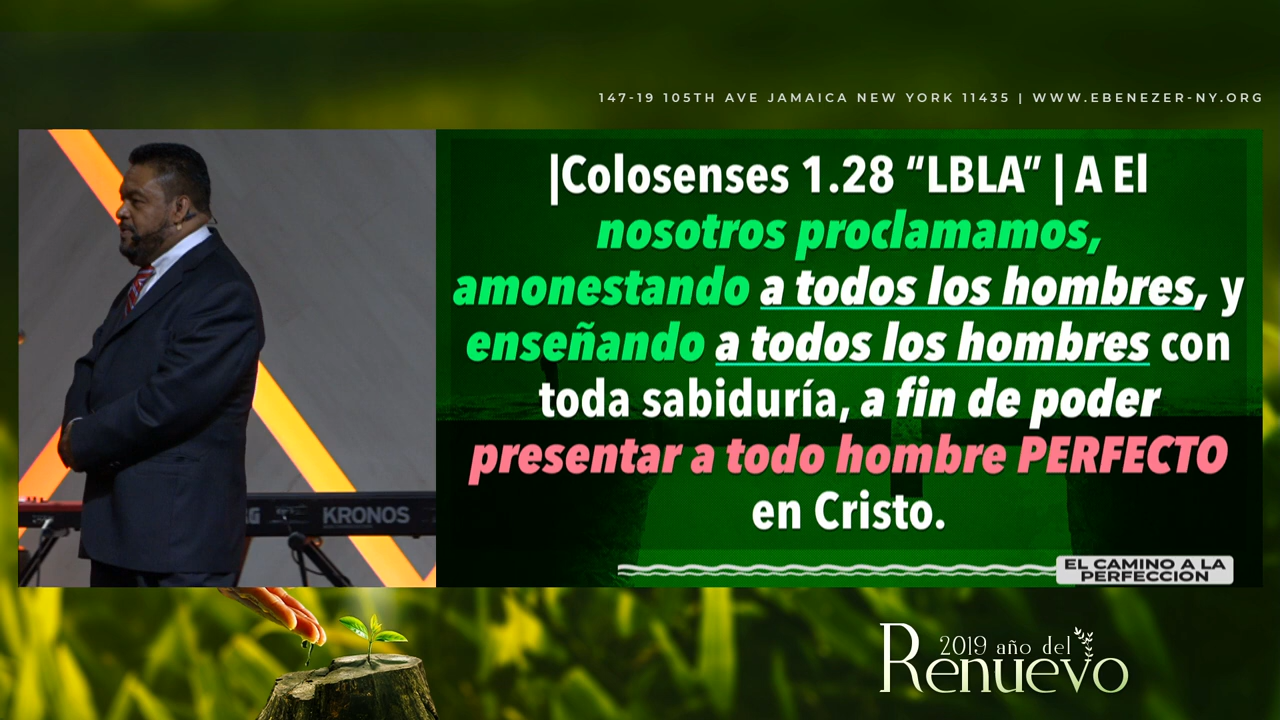 147-19 105TH AVE JAMAICA NEW YORK 11435 | WWW.EBENEZER-NY.ORG
|Colosenses 1.28 “LBLA” | A El
nosotros proclamamos,
amonestando a todos los hombres, y
enseñando a todos los hombres con
toda sabiduría, a fin de poder
presentar a todo hombre PERFECTO
en Cristo.
KRONOS
EL CAMINO A LA
PERFECCION
2019 año del
Renuevo